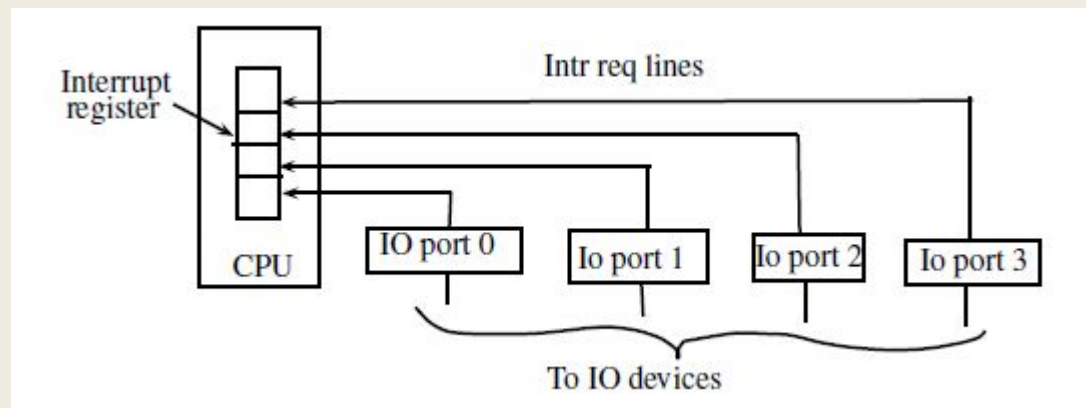 Intr req lines
Interrupt
register
IO port 0
Io port 1
Io port 2
Io port 3
CPU
To IO devices